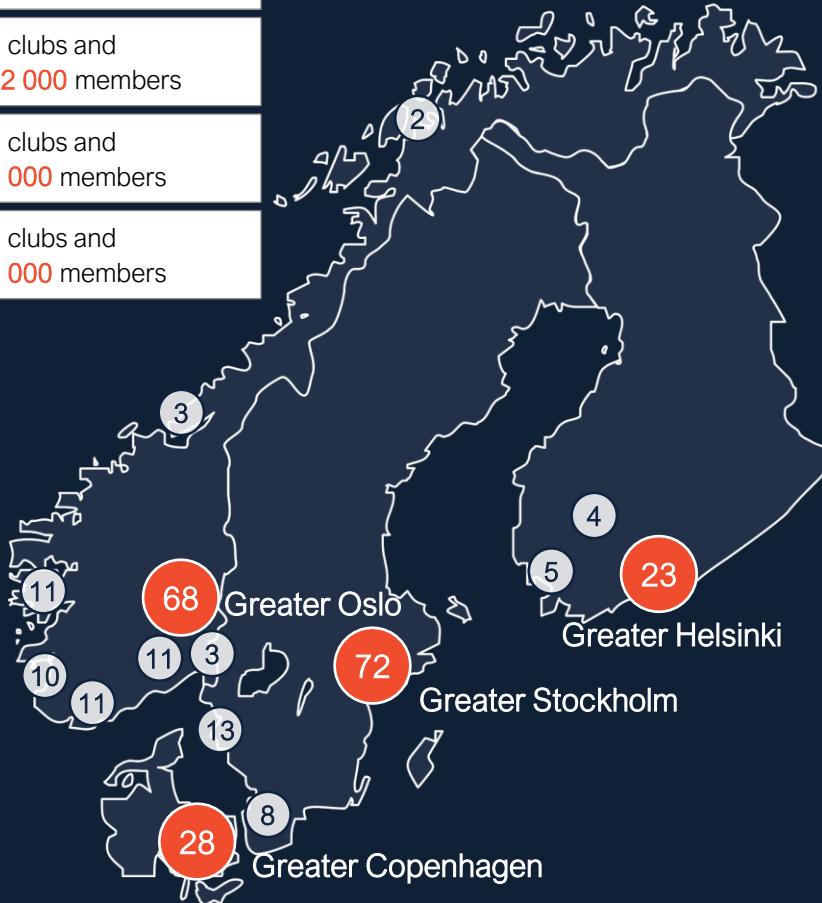 clubs and
2 000 members
clubs and
000 members
clubs and
000 members
2
3
4
5
23
11
68
Greater Oslo
Greater Helsinki
11
3
72
10
11
Greater Stockholm
13
8
28
Greater Copenhagen